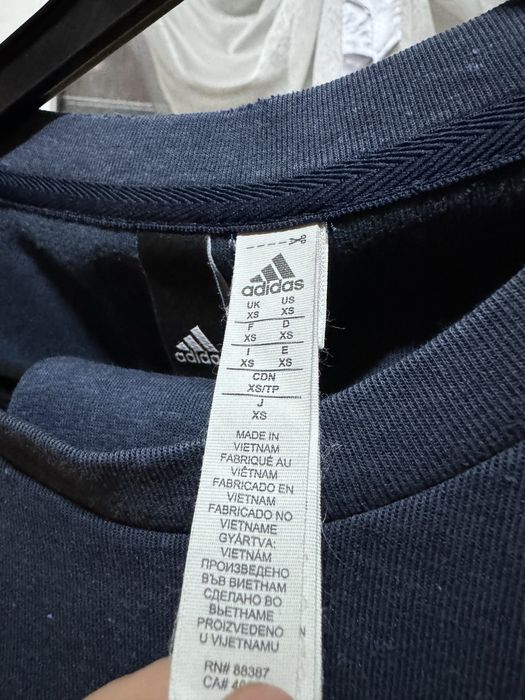 adidas
UK US
XS XS
F D
XS XS
I E
XS XS
CDN
XS/TP
J
XS
MADE IN
VIETNAM
FABRIQUÉ AU
VIÊTNAM
FABRICADO EN
VIETNAM
FABRICADO NO
VIETNAME
GYÁRTVA:
VIETNÁM
ПРОИЗВЕДЕНО
ВЪВ ВИЕТНАМ
СДЕЛАНО ВО
ВЬЕТНАМЕ
PROIZVEDENO
U VIJETNAMU
RN# 88387
CA# 40
adidas